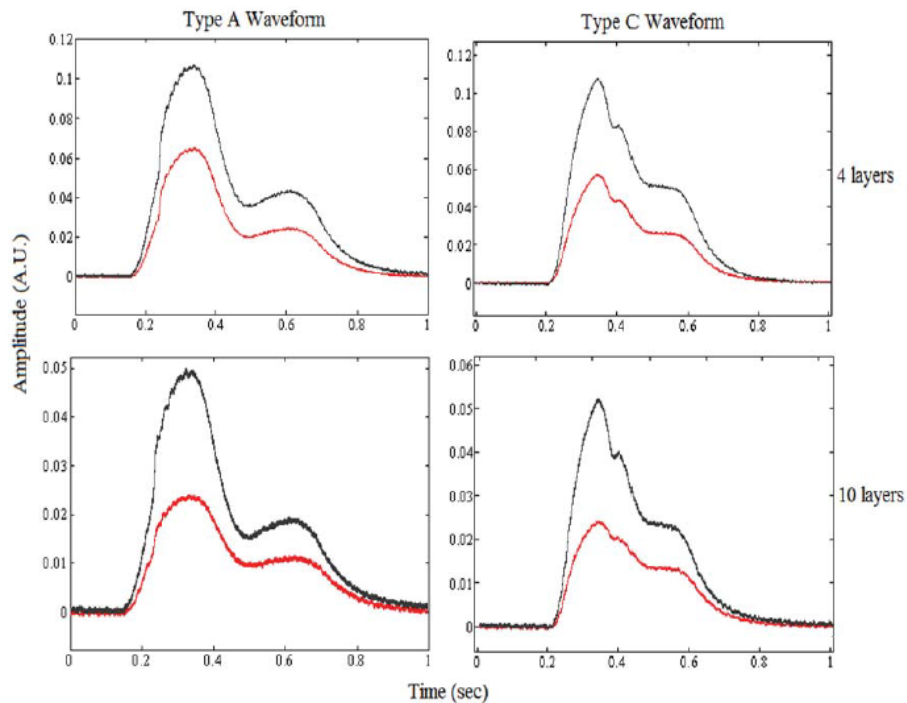 Type A Waveform
Type C Waveform
Amplitude (A.U.)
0.12
0.1
0.08
0.06
0.04
0.02
0
0 0.2 0.4 0.6 0.8 1
0.12
0.10
0.08
0.06
0.04
0.02
0
0 0.2 0.4 0.6 0.8 1
4 layers
0.05
0.04
0.03
0.02
0.01
0
0 0.2 0.4 0.6 0.8 1
0.06
0.05
0.04
0.03
0.02
0.01
0
0 0.2 0.4 0.6 0.8 1
10 layers
Time (sec)